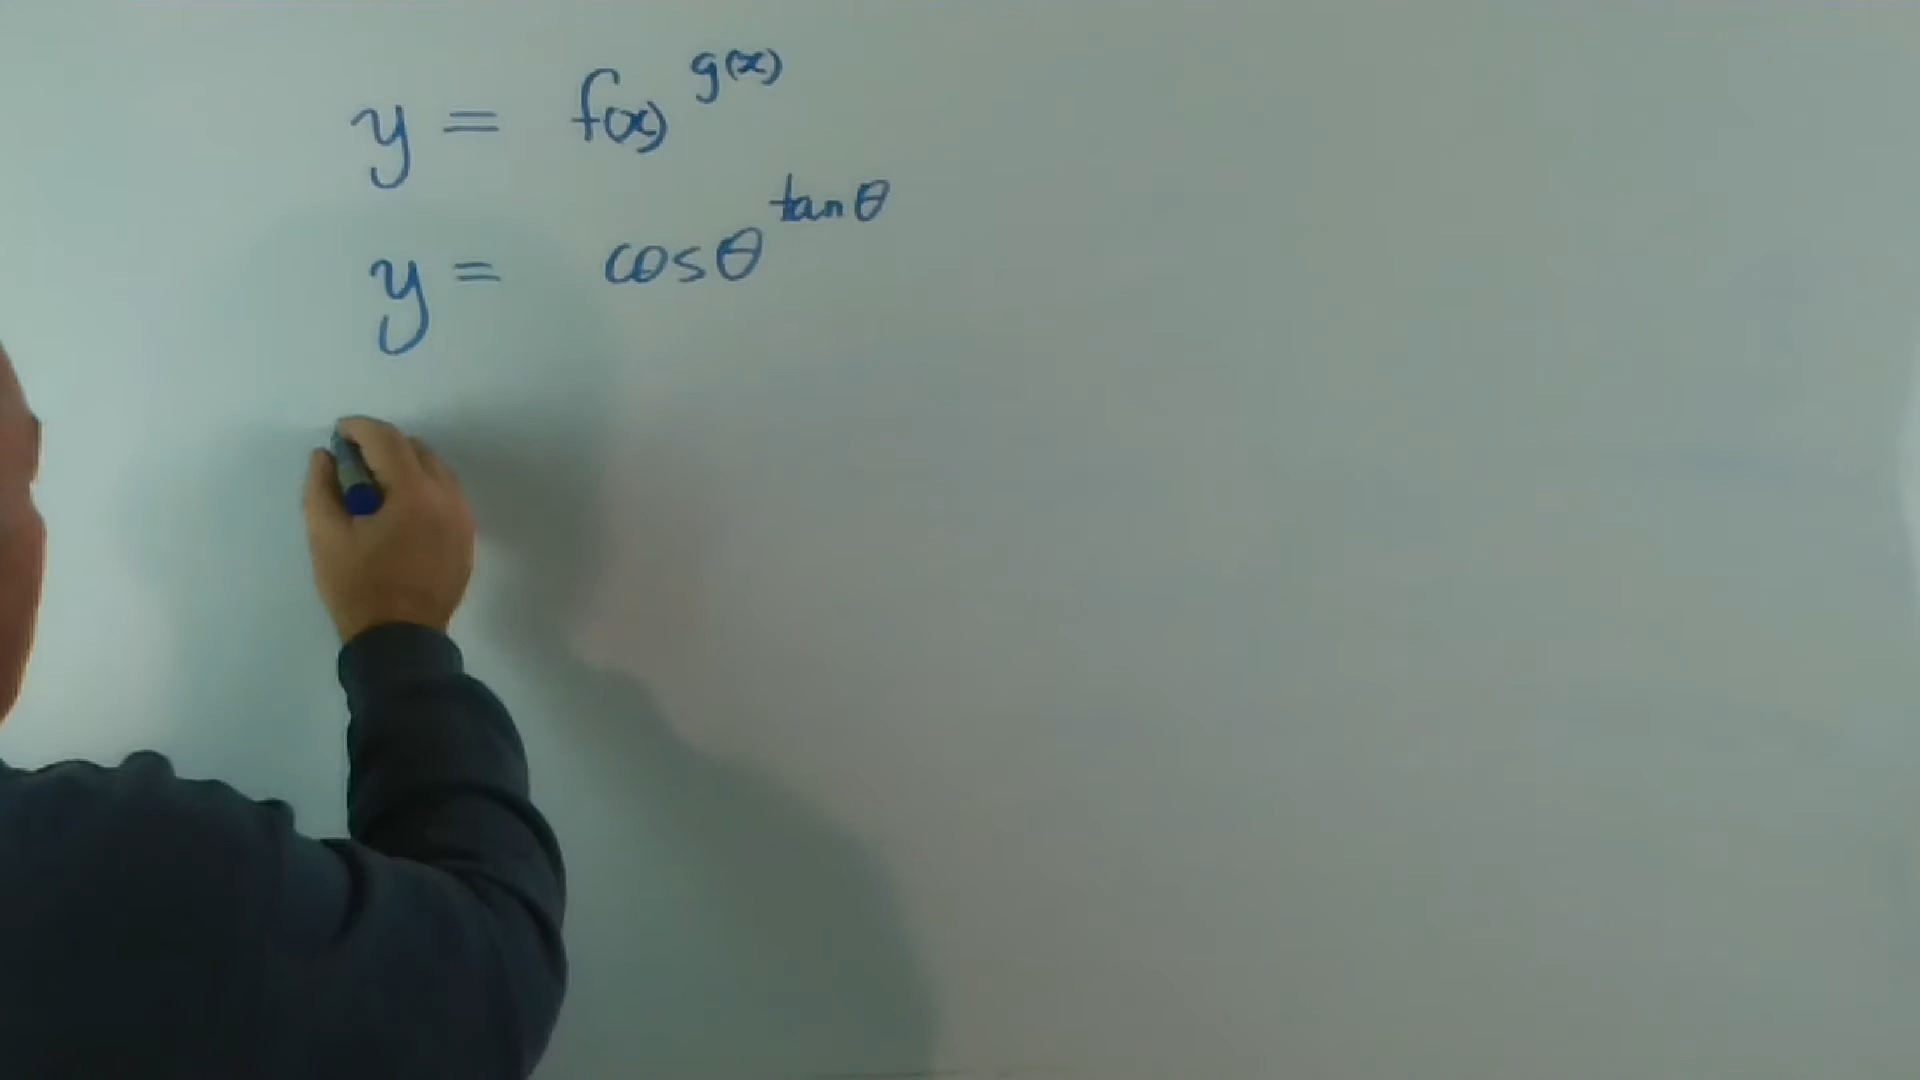 y = f(x)^{g(x)}
y = cosθ^{tanθ}